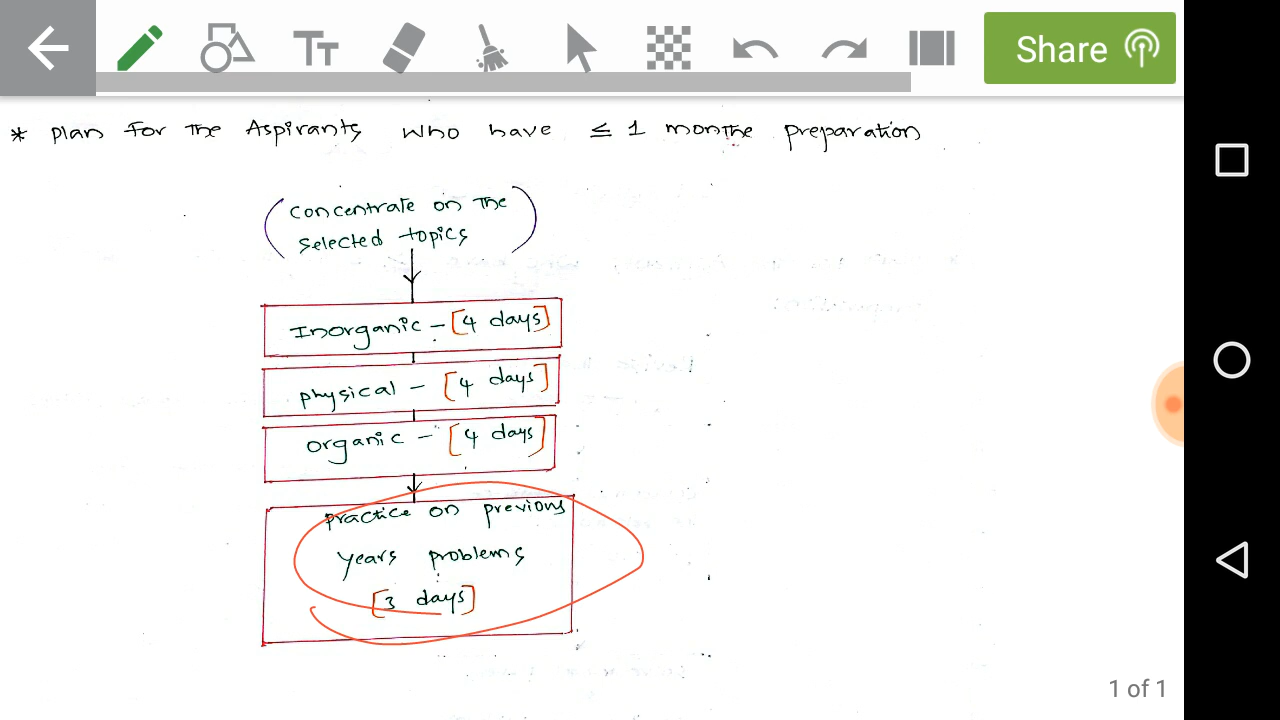 TT
Share
* Plan For The Aspirants Who have ≤ 1 monthe preparation
(Concentrate on The
selected topics)
Inorganic – [4 days]
physical – [4 days]
organic – [4 days]
practice on previous
years problems
[3 days]
1 of 1